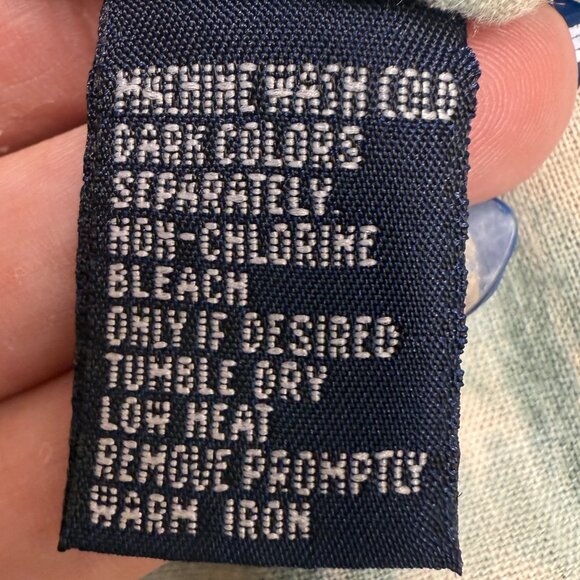 MACHINE WASH COLD
DARK COLORS
SEPARATELY.
NON-CHLORINE
BLEACH
ONLY IF DESIRED
TUMBLE DRY
LOW HEAT
REMOVE PROMPTLY
WARM IRON